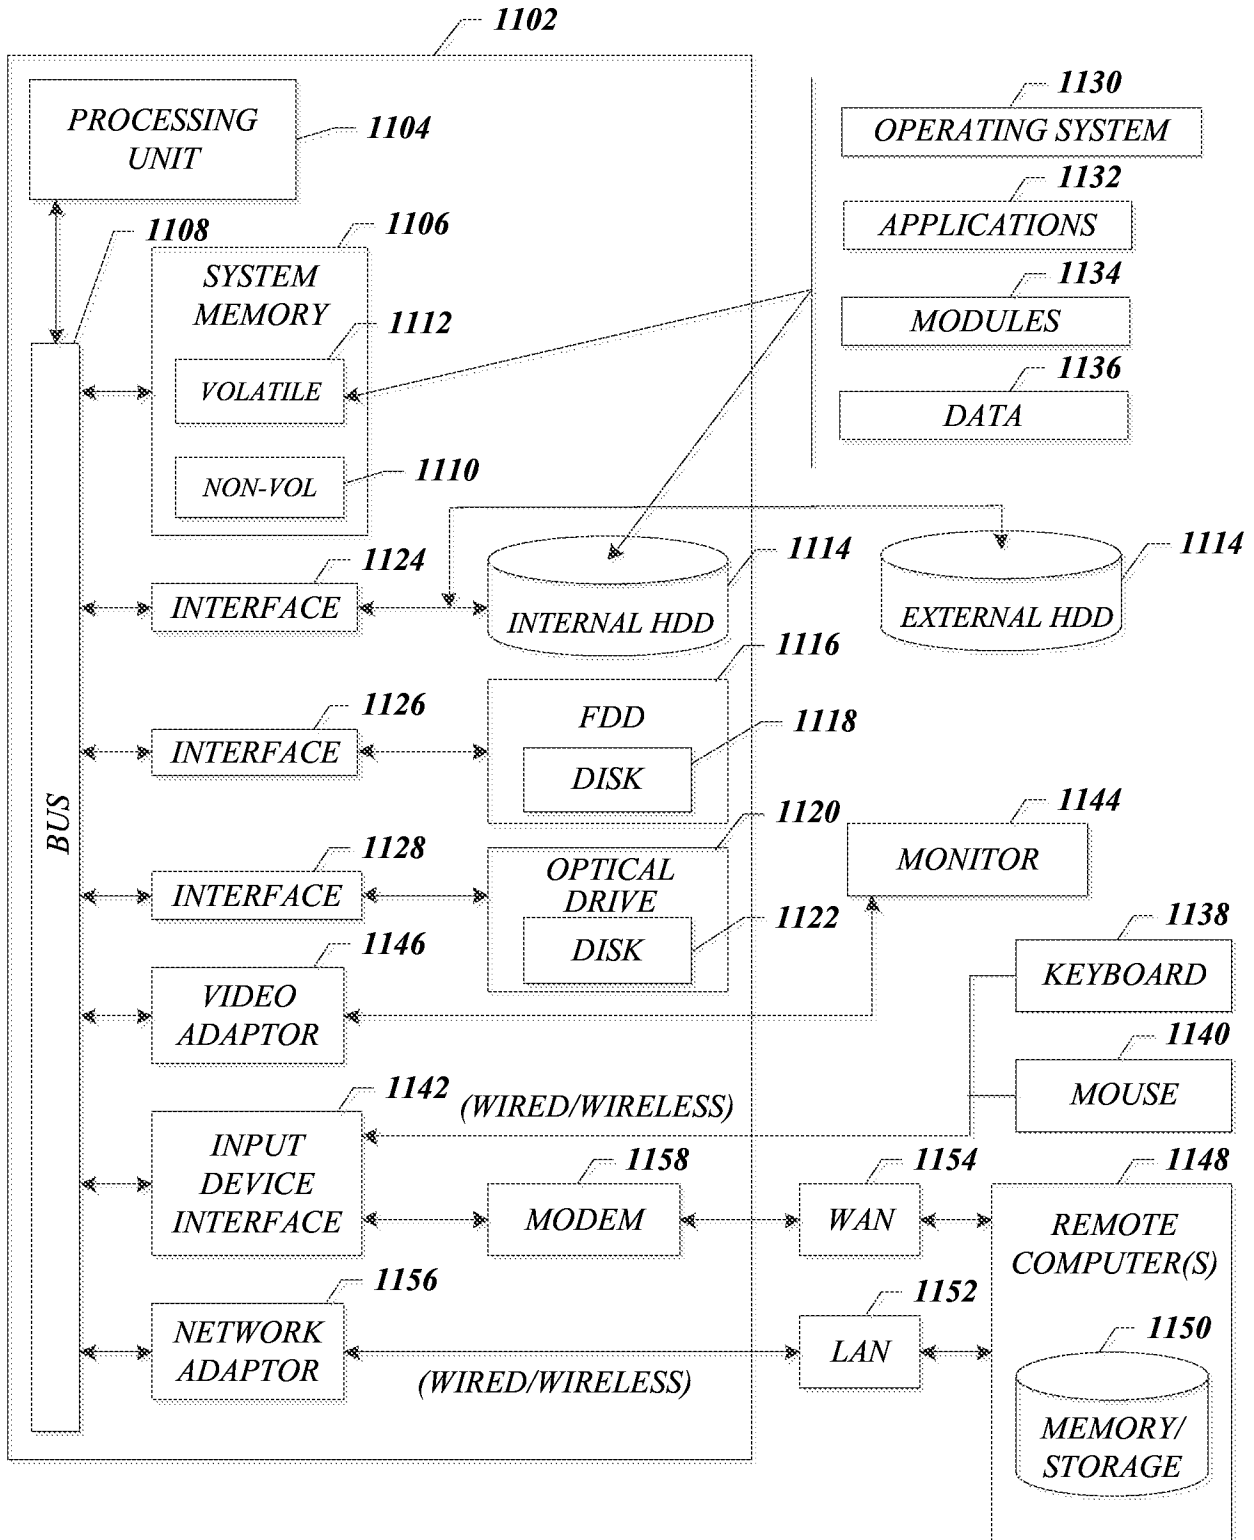 1102
PROCESSING
UNIT
1104
1108
1106
SYSTEM
MEMORY
1112
VOLATILE
1110
NON-VOL
1130
OPERATING SYSTEM
1132
APPLICATIONS
1134
MODULES
1136
DATA
BUS
1124
INTERFACE
1114
INTERNAL HDD
1114
EXTERNAL HDD
1126
INTERFACE
1116
FDD
1118
DISK
1128
INTERFACE
1120
OPTICAL
DRIVE
1122
DISK
1144
MONITOR
1146
VIDEO
ADAPTOR
1138
KEYBOARD
1140
MOUSE
1142
(WIRED/WIRELESS)
INPUT
DEVICE
INTERFACE
1158
MODEM
1154
WAN
1148
REMOTE
COMPUTER(S)
1156
NETWORK
ADAPTOR
(WIRED/WIRELESS)
1152
LAN
1150
MEMORY/
STORAGE